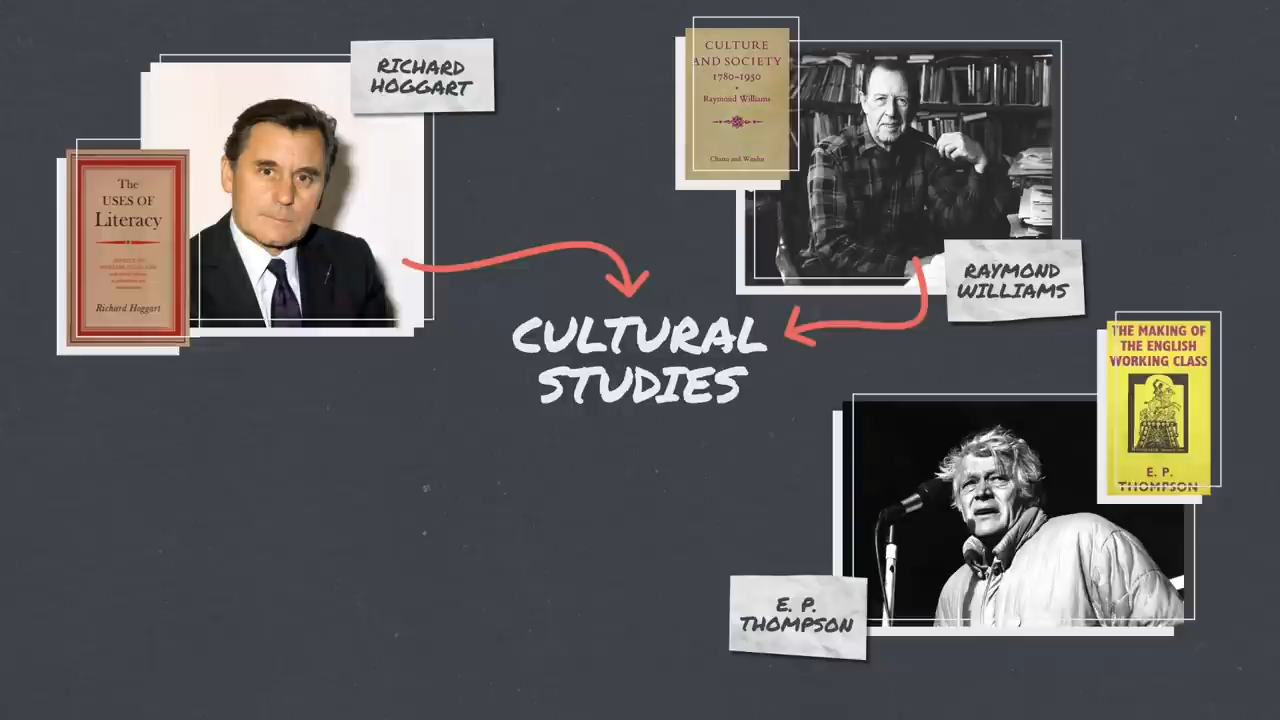 RICHARD
HOGGART
The
USES OF
Literacy
Richard Hoggart
CULTURE
AND SOCIETY
1780-1950
Raymond Williams
Chatto and Windus
RAYMOND
WILLIAMS
CULTURAL
STUDIES
THE MAKING OF
THE ENGLISH
WORKING CLASS
E. P.
THOMPSON
E. P.
THOMPSON